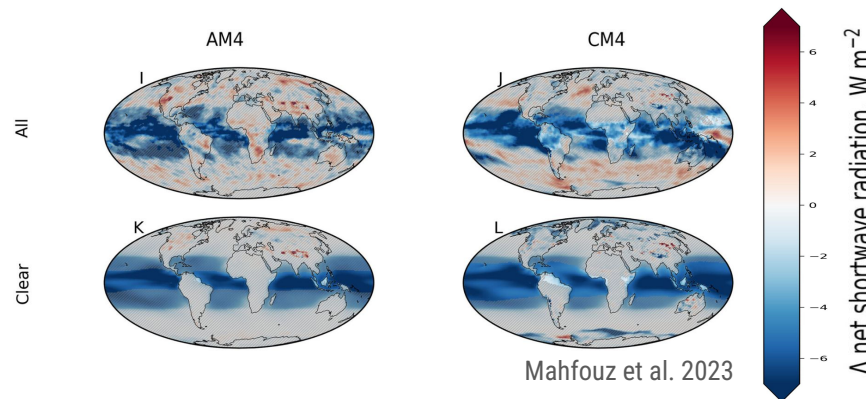 AM4
CM4
All
I
J
Clear
K
L
Mahfouz et al. 2023
6
4
2
0
−2
−4
−6
Δ net shortwave radiation, W m⁻²